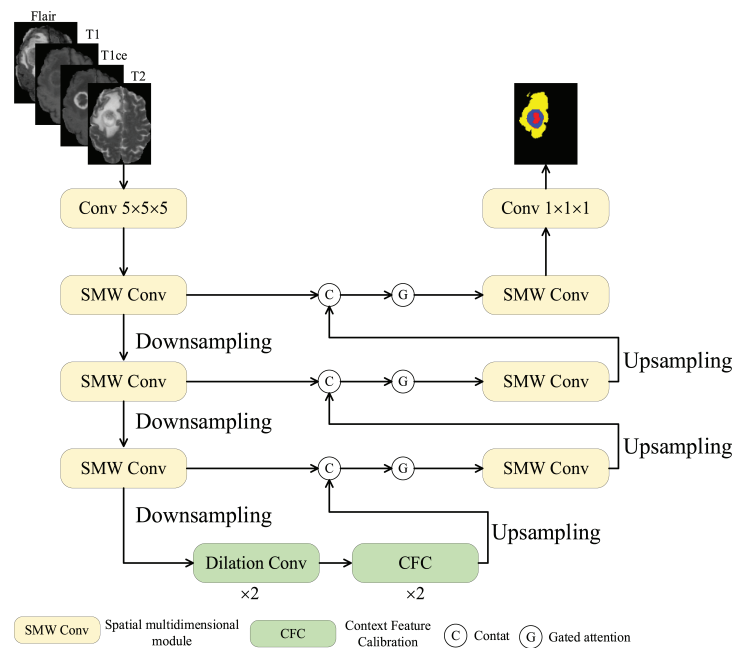 Flair
T1
T1ce
T2
Conv 5×5×5
Conv 1×1×1
SMW Conv
C
G
SMW Conv
Downsampling
Upsampling
SMW Conv
C
G
SMW Conv
Downsampling
Upsampling
SMW Conv
C
G
SMW Conv
Downsampling
Upsampling
Dilation Conv
CFC
×2
×2
SMW Conv
Spatial multidimensional
module
CFC
Context Feature
Calibration
C
Contat
G
Gated attention